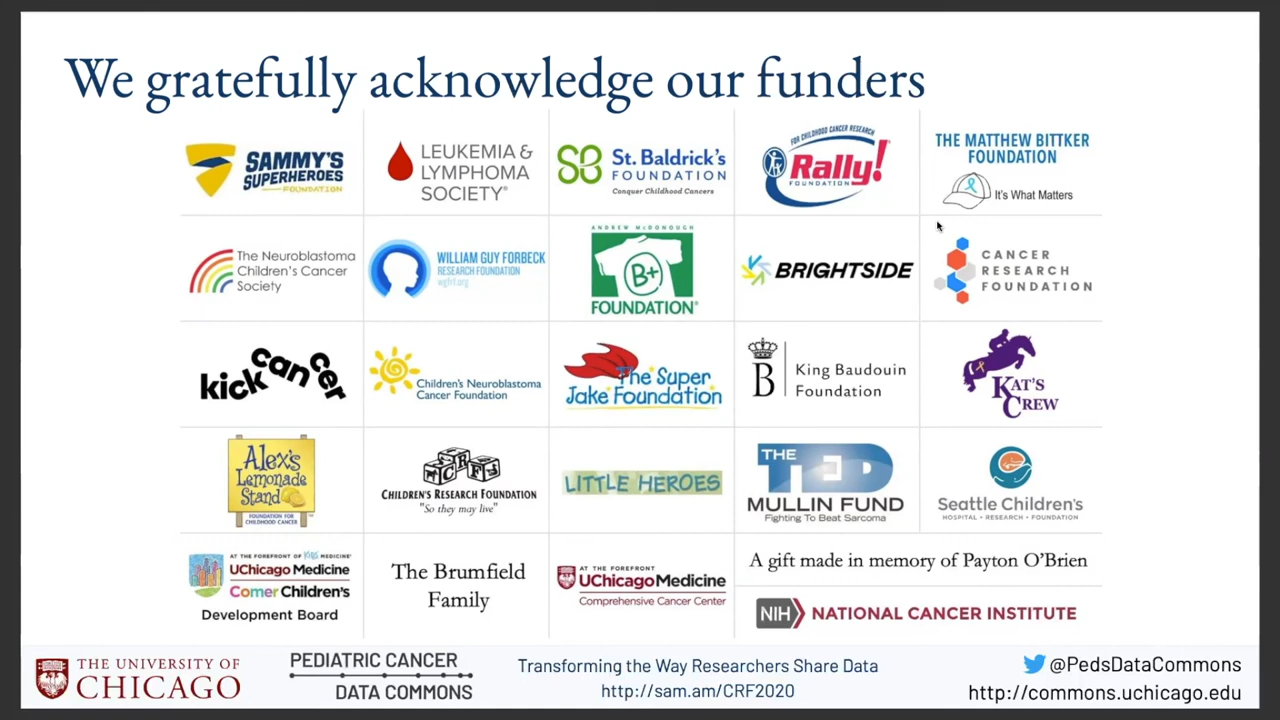 We gratefully acknowledge our funders
SAMMY'S
SUPERHEROES
FOUNDATION
LEUKEMIA &
LYMPHOMA
SOCIETY®
St. Baldrick's
FOUNDATION
Conquer Childhood Cancers
FOR CHILDHOOD CANCER RESEARCH
Rally!
FOUNDATION
THE MATTHEW BITTKER
FOUNDATION
It's What Matters
The Neuroblastoma
Children's Cancer
Society
WILLIAM GUY FORBECK
RESEARCH FOUNDATION
wgfrf.org
ANDREW McDONOUGH
B+
FOUNDATION®
BRIGHTSIDE
CANCER
RESEARCH
FOUNDATION
kick cancer
Children's Neuroblastoma
Cancer Foundation
The Super
Jake Foundation
B
King Baudouin
Foundation
KAT'S
CREW
Alex's
Lemonade
Stand
FOUNDATION FOR
CHILDHOOD CANCER
CRF
CHILDREN'S RESEARCH FOUNDATION
"So they may live"
LITTLE HEROES
THE
TED
MULLIN FUND
Fighting To Beat Sarcoma
Seattle Children's
HOSPITAL • RESEARCH • FOUNDATION
AT THE FOREFRONT OF KIDS MEDICINE®
UChicago Medicine
Comer Children's
Development Board
The Brumfield
Family
AT THE FOREFRONT
UChicago Medicine
Comprehensive Cancer Center
A gift made in memory of Payton O'Brien
NIH NATIONAL CANCER INSTITUTE
THE UNIVERSITY OF
CHICAGO
PEDIATRIC CANCER
DATA COMMONS
Transforming the Way Researchers Share Data
http://sam.am/CRF2020
@PedsDataCommons
http://commons.uchicago.edu